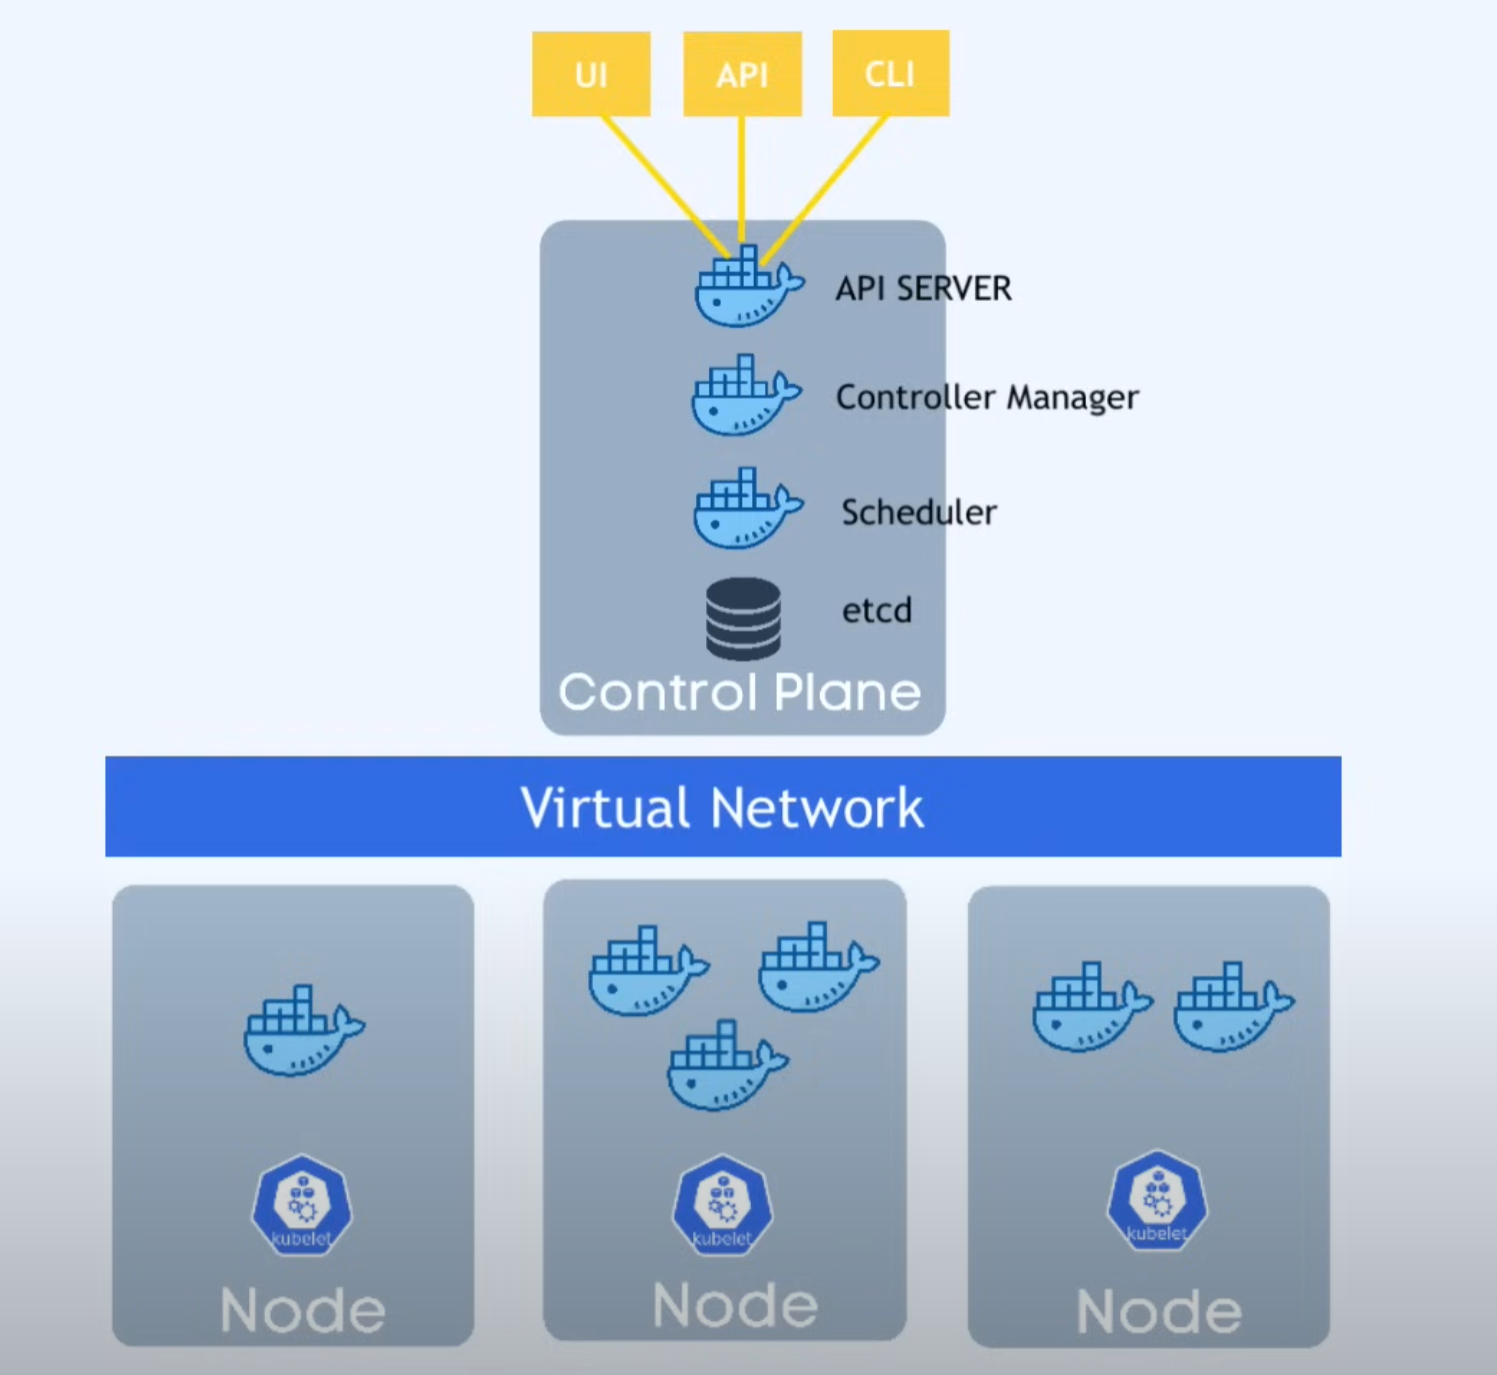 UI
API
CLI
API SERVER
Controller Manager
Scheduler
etcd
Control Plane
Virtual Network
kubelet
kubelet
kubelet
Node
Node
Node